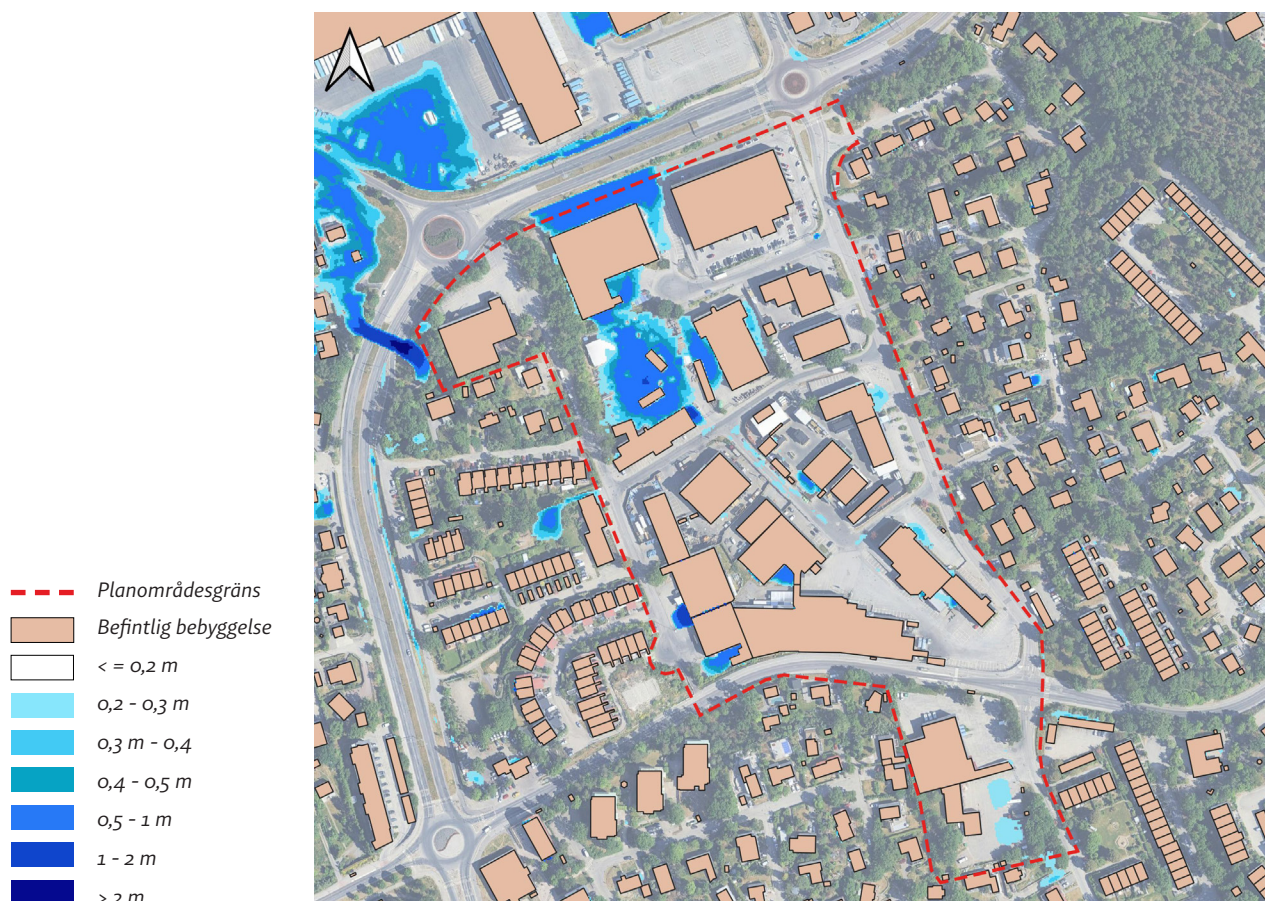 Planområdesgräns
Befintlig bebyggelse
< = 0,2 m
0,2 - 0,3 m
0,3 m - 0,4
0,4 - 0,5 m
0,5 - 1 m
1 - 2 m
> 2 m